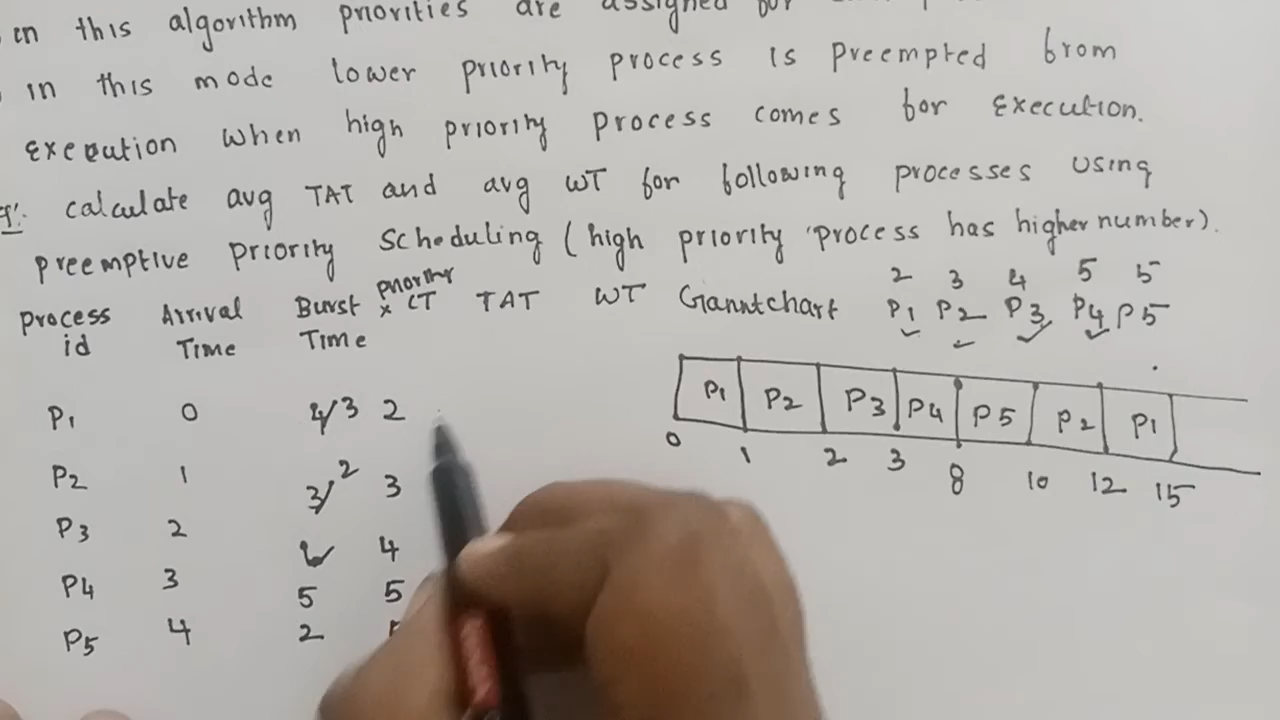 in this algorithm priorities are assigned for
in this mode lower priority process is preempted from
execution when high priority process comes for execution.
calculate avg TAT and avg WT for following processes using
preemptive priority scheduling (high priority process has higher number).
process id Arrival Time Burst Time priority CT TAT WT Ganntchart
2 3 4 5 5
P1 P2 P3 P4 P5
P1 P2 P3 P4 P5 P2 P1
0 1 2 3 8 10 12 15
P1 0 4 3 2
P2 1 3 2 3
P3 2 4
P4 3 5 5
P5 4 2